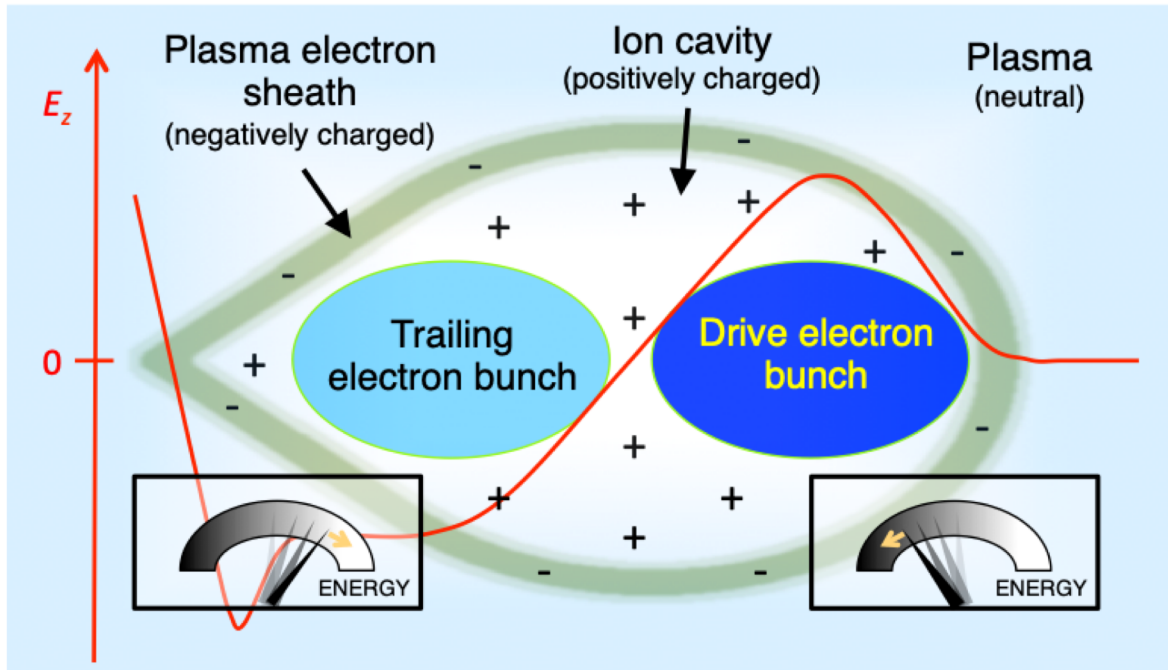 Plasma electron
sheath
(negatively charged)
Ion cavity
(positively charged)
Plasma
(neutral)
E_z
0
Trailing
electron bunch
Drive electron
bunch
ENERGY
ENERGY